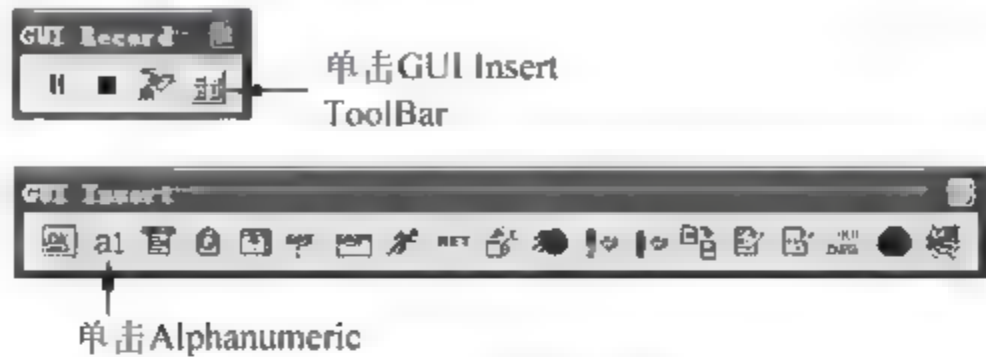 GUI Record
单击GUI Insert
ToolBar
GUI Insert
a1
单击Alphanumeric